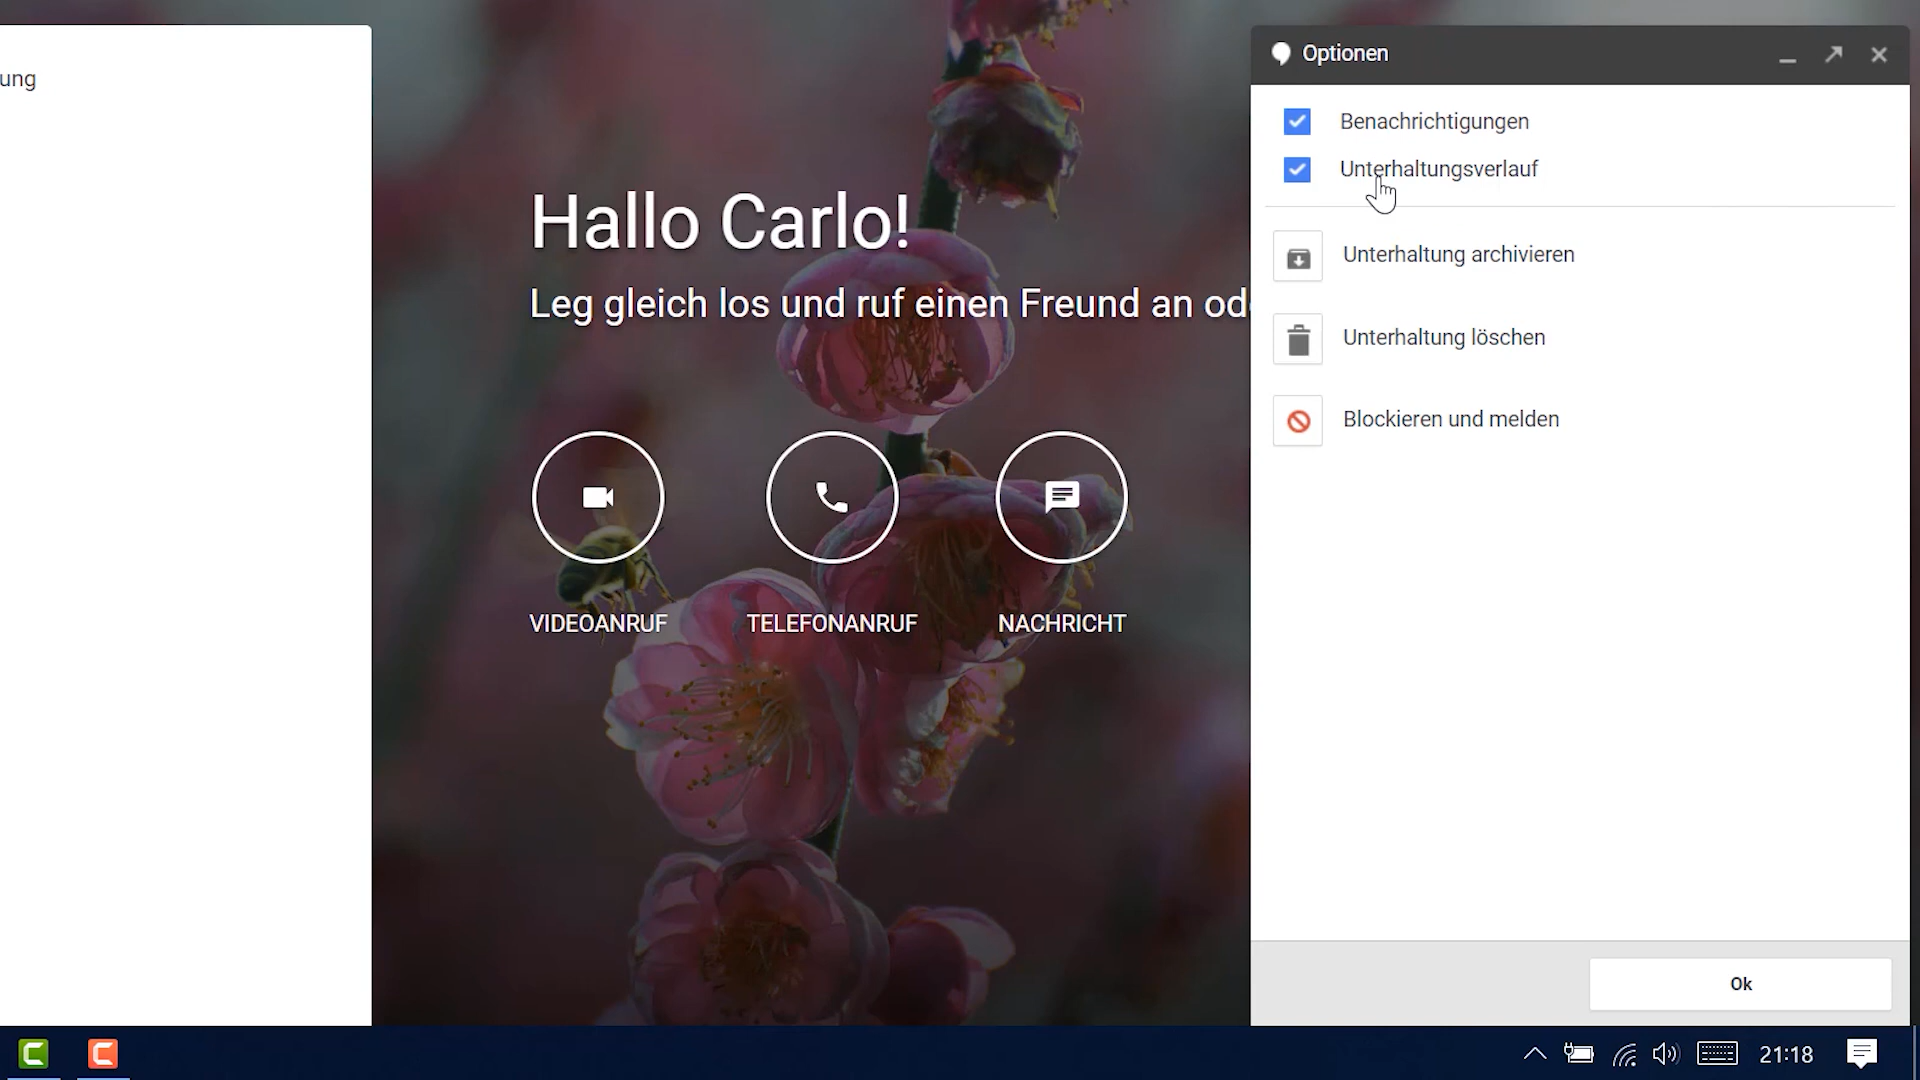 ung
Hallo Carlo!
Leg gleich los und ruf einen Freund an od
VIDEOANRUF
TELEFONANRUF
NACHRICHT
Optionen
Benachrichtigungen
Unterhaltungsverlauf
Unterhaltung archivieren
Unterhaltung löschen
Blockieren und melden
Ok
21:18